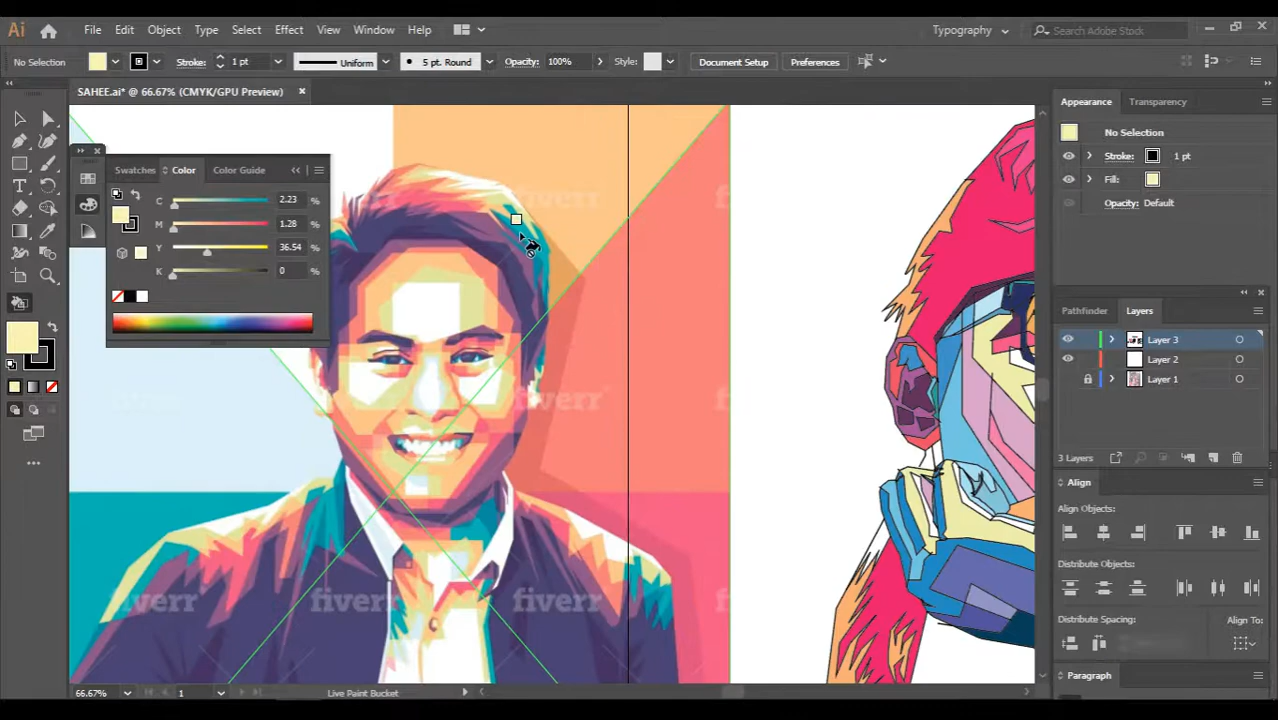 Ai File Edit Object Type Select Effect View Window Help Typography Search Adobe Stock
No Selection Stroke: 1 pt Uniform 5 pt. Round Opacity: 100% Style: Document Setup Preferences
SAHEE.ai* @ 66.67% (CMYK/GPU Preview)
Swatches Color Color Guide
C 2.23 %
M 1.28 %
Y 36.54 %
K 0 %
fiverr fiverr
fiverr
fiverr fiverr fiverr
Appearance Transparency
No Selection
Stroke: 1 pt
Fill:
Opacity: Default
Pathfinder Layers
Layer 3
Layer 2
Layer 1
3 Layers
Align
Align Objects:
Distribute Objects:
Distribute Spacing: Align To:
Paragraph
66.67% 1 Live Paint Bucket